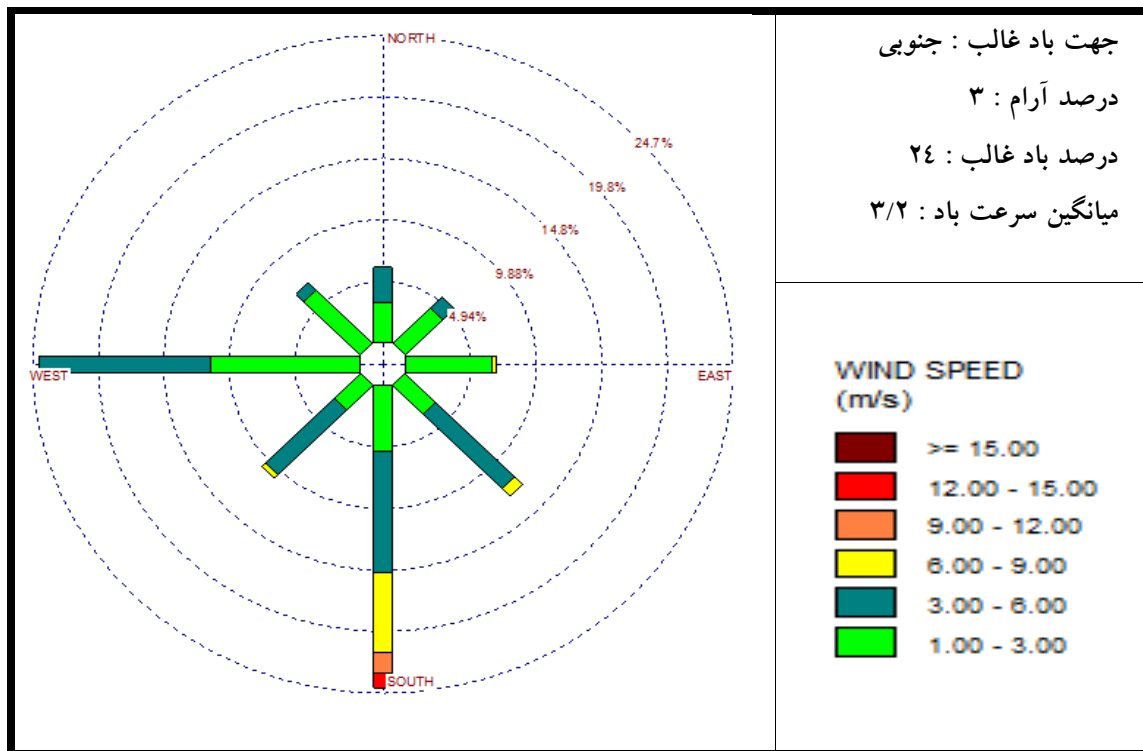 NORTH
24.7%
19.8%
14.8%
9.88%
4.94%
WEST
EAST
SOUTH
جهت باد غالب : جنوبی
درصد آرام : ۳
درصد باد غالب : ۲٤
میانگین سرعت باد : ۳/۲
WIND SPEED
(m/s)
>= 15.00
12.00 - 15.00
9.00 - 12.00
6.00 - 9.00
3.00 - 6.00
1.00 - 3.00